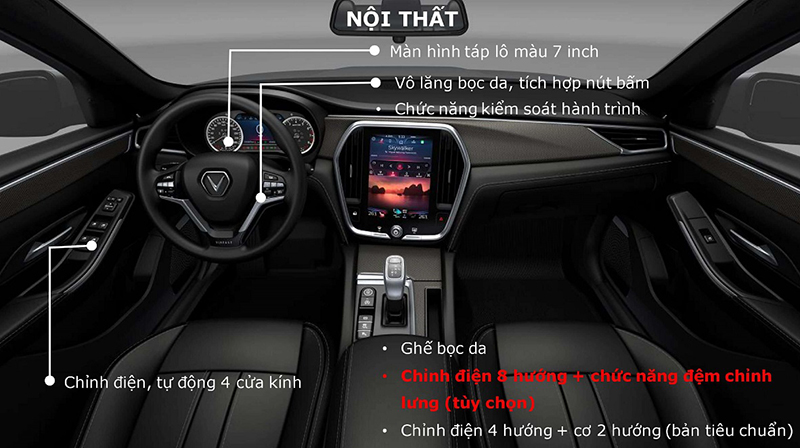 NỘI THẤT
Màn hình táp lô màu 7 inch
Vô lăng bọc da, tích hợp nút bấm
• Chức năng kiểm soát hành trình
Skywalker
Chỉnh điện, tự động 4 cửa kính
• Ghế bọc da
• Chỉnh điện 8 hướng + chức năng đệm chỉnh
lưng (tùy chọn)
• Chỉnh điện 4 hướng + cơ 2 hướng (bản tiêu chuẩn)